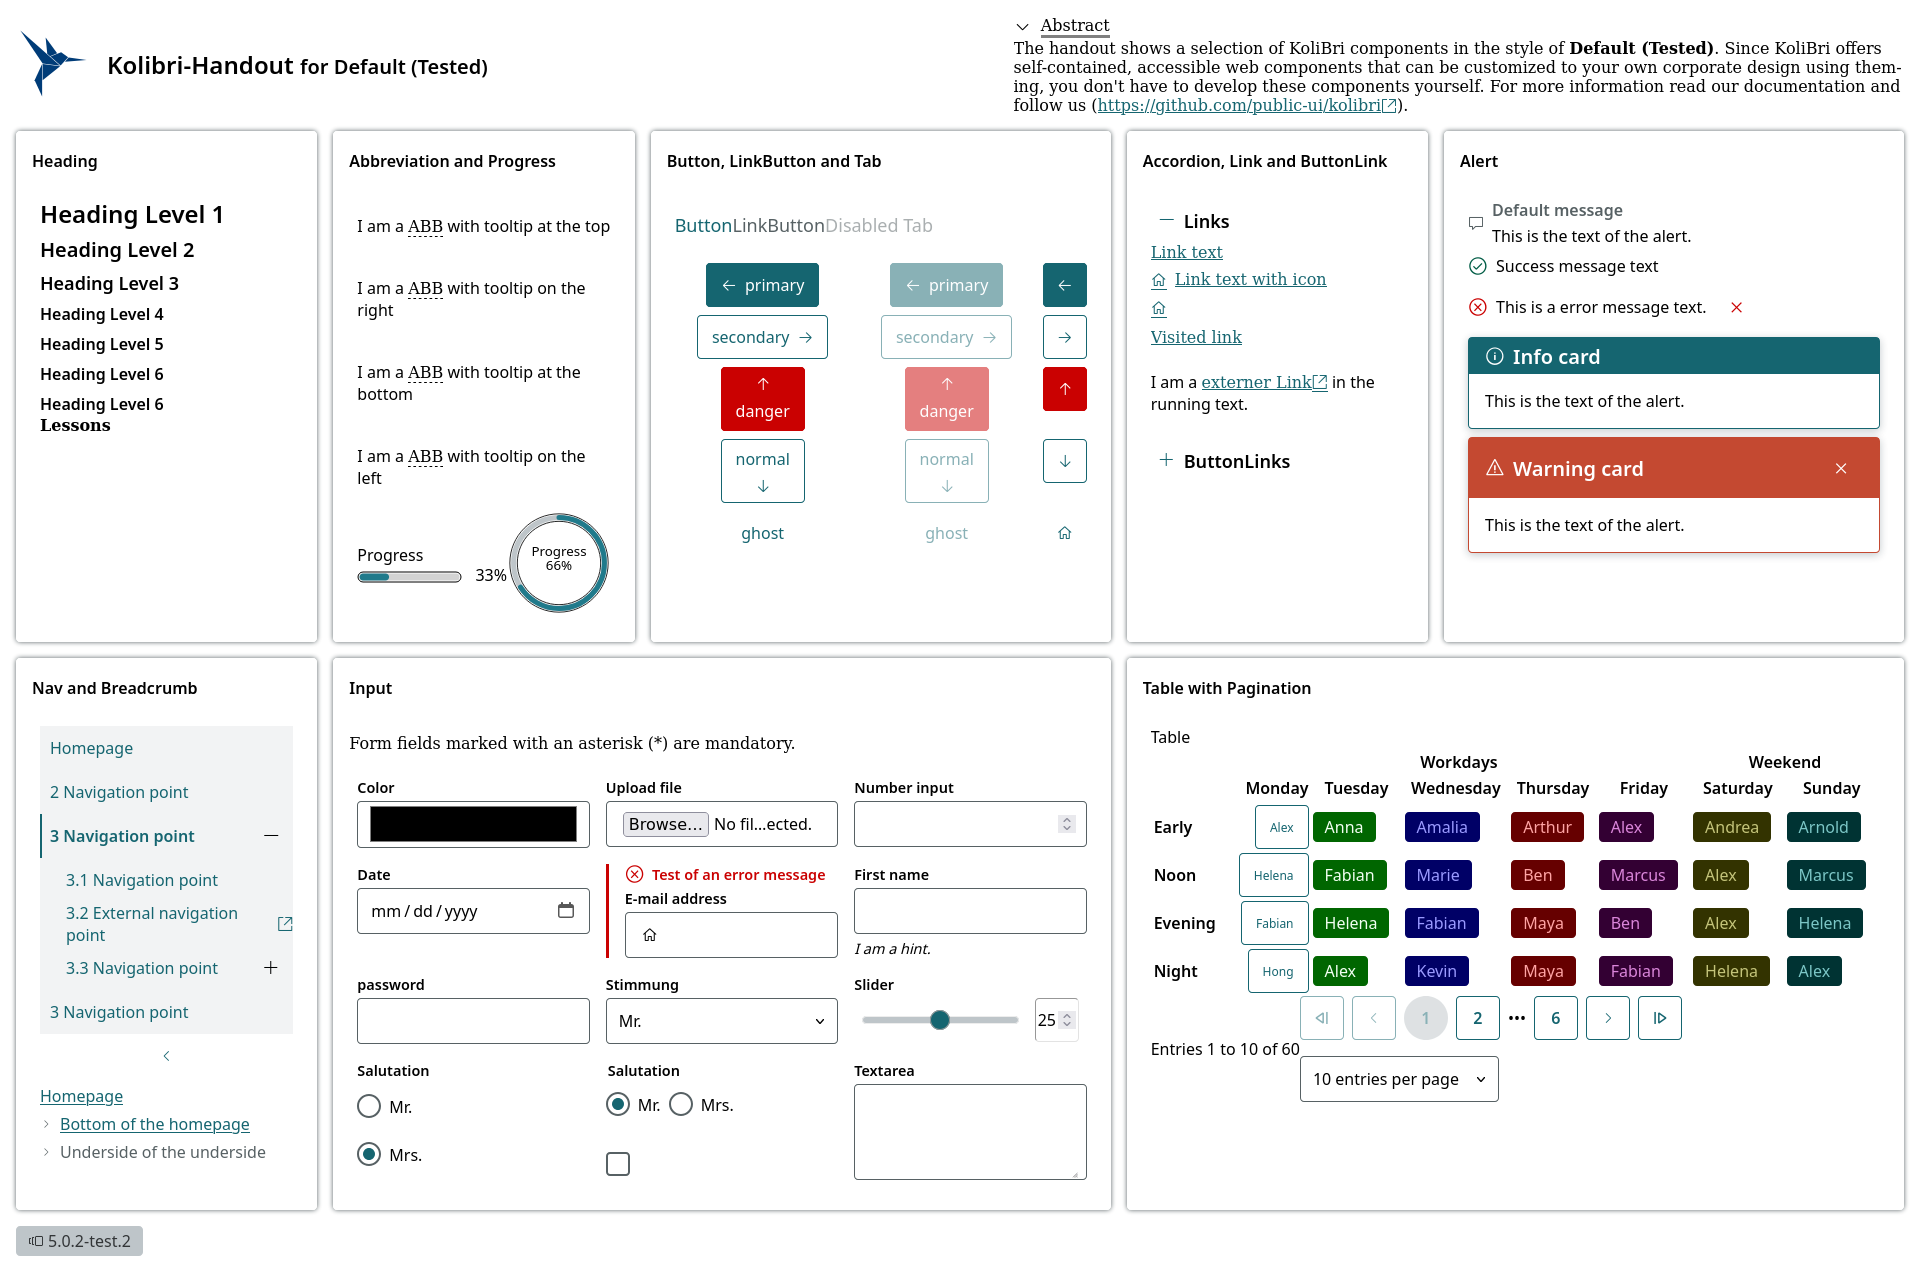 Kolibri-Handout for Default (Tested)
Abstract
The handout shows a selection of KoliBri components in the style of Default (Tested). Since KoliBri offers
self-contained, accessible web components that can be customized to your own corporate design using them-
ing, you don't have to develop these components yourself. For more information read our documentation and
follow us (https://github.com/public-ui/kolibri).
Heading
Heading Level 1
Heading Level 2
Heading Level 3
Heading Level 4
Heading Level 5
Heading Level 6
Heading Level 6
Lessons
Abbreviation and Progress
I am a ABB with tooltip at the top
I am a ABB with tooltip on the
right
I am a ABB with tooltip at the
bottom
I am a ABB with tooltip on the
left
Progress
33%
Progress
66%
Button, LinkButton and Tab
ButtonLinkButtonDisabled Tab
primary primary
secondary secondary
danger danger
normal normal
ghost ghost
Accordion, Link and ButtonLink
Links
Link text
Link text with icon
Visited link
I am a externer Link in the
running text.
ButtonLinks
Alert
Default message
This is the text of the alert.
Success message text
This is a error message text.
Info card
This is the text of the alert.
Warning card
This is the text of the alert.
Nav and Breadcrumb
Homepage
2 Navigation point
3 Navigation point
3.1 Navigation point
3.2 External navigation
point
3.3 Navigation point
3 Navigation point
Homepage
Bottom of the homepage
Underside of the underside
Input
Form fields marked with an asterisk (*) are mandatory.
Color
Upload file
Browse... No fil...ected.
Number input
Date
mm/dd/yyyy
Test of an error message
E-mail address
First name
I am a hint.
password
Stimmung
Mr.
Slider
25
Salutation
Mr.
Mrs.
Salutation
Mr. Mrs.
Textarea
Table with Pagination
Table
Workdays Weekend
Monday Tuesday Wednesday Thursday Friday Saturday Sunday
Early Alex Anna Amalia Arthur Alex Andrea Arnold
Noon Helena Fabian Marie Ben Marcus Alex Marcus
Evening Fabian Helena Fabian Maya Ben Alex Helena
Night Hong Alex Kevin Maya Fabian Helena Alex
1 2 ••• 6
Entries 1 to 10 of 60
10 entries per page
5.0.2-test.2